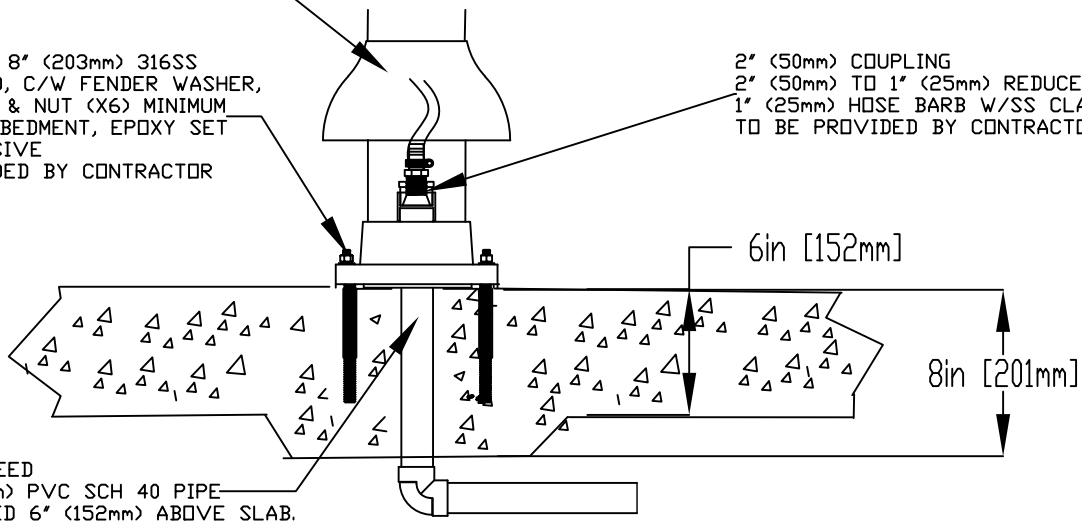 8" (203mm) 316SS
, C/W FENDER WASHER,
& NUT (X6) MINIMUM
BEDMENT, EPOXY SET
SIVE
DED BY CONTRACTOR
2" (50mm) COUPLING
2" (50mm) TO 1" (25mm) REDUCE
1" (25mm) HOSE BARB W/SS CLA
TO BE PROVIDED BY CONTRACTO
6in [152mm]
8in [201mm]
EED
) PVC SCH 40 PIPE
ED 6" (152mm) ABOVE SLAB.